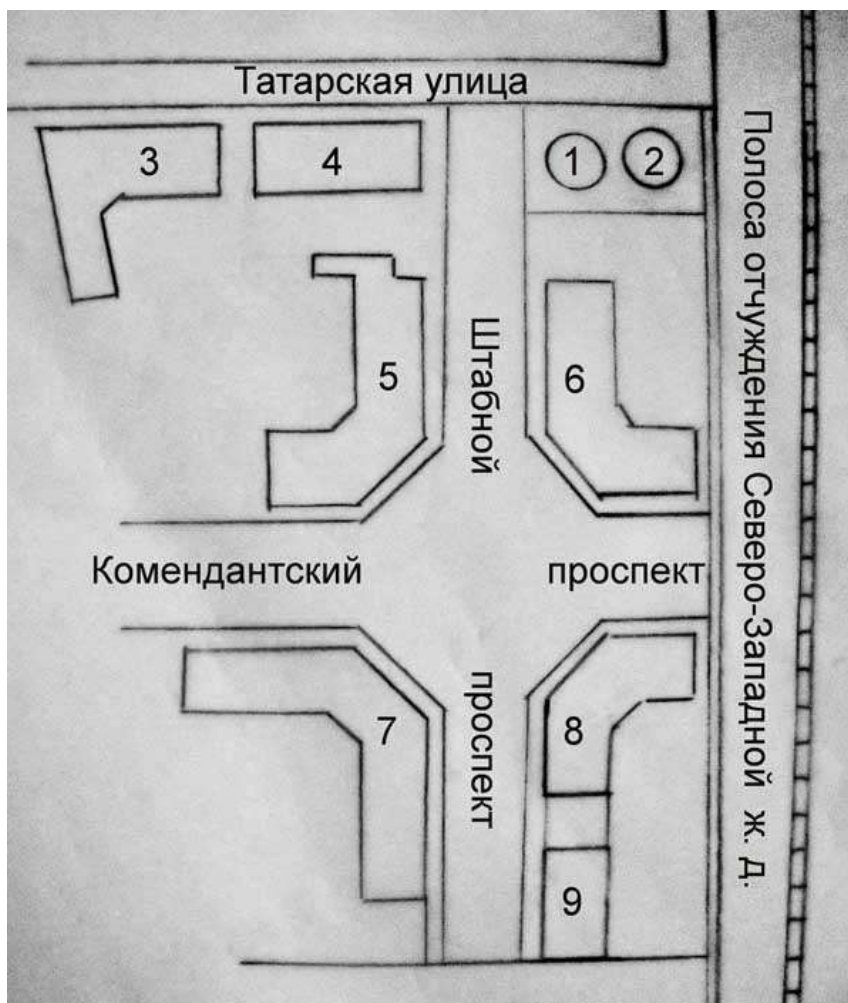 Татарская улица
3
4
1
2
5
6
Штабной
Комендантский
проспект
проспект
7
8
9
Полоса отчуждения Северо-Западной ж. д.